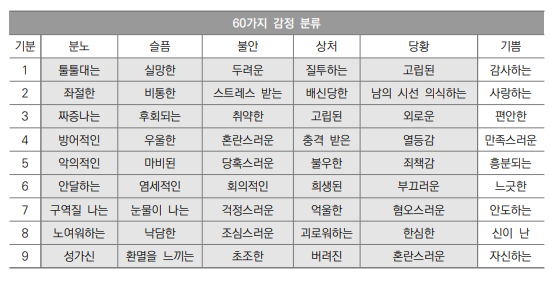 60가지 감정 분류
기분 분노 슬픔 불안 상처 당황 기쁨
1 툴툴대는 실망한 두려운 질투하는 고립된 감사하는
2 좌절한 비통한 스트레스 받는 배신당한 남의 시선 의식하는 사랑하는
3 짜증나는 후회되는 취약한 고립된 외로운 편안한
4 방어적인 우울한 혼란스러운 충격 받은 열등감 만족스러운
5 악의적인 마비된 당혹스러운 불우한 죄책감 흥분되는
6 안달하는 염세적인 회의적인 희생된 부끄러운 느긋한
7 구역질 나는 눈물이 나는 걱정스러운 억울한 혐오스러운 안도하는
8 노여워하는 낙담한 조심스러운 괴로워하는 한심한 신이 난
9 성가신 환멸을 느끼는 초조한 버려진 혼란스러운 자신하는